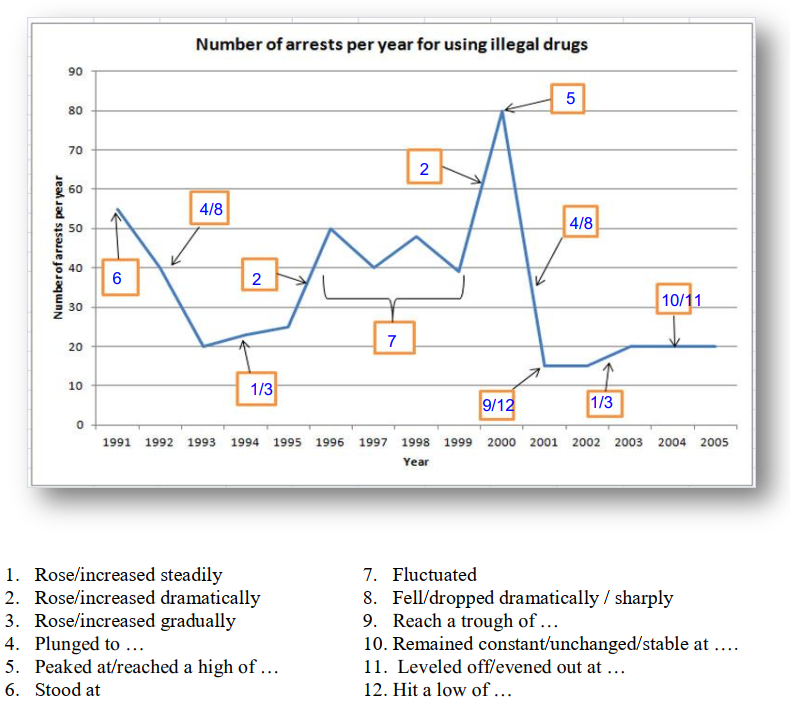 Number of arrests per year for using illegal drugs
90
80
70
60
50
40
30
20
10
0
Number of arrests per year
5
2
4/8
4/8
6
2
10/11
7
1/3
9/12
1/3
1991 1992 1993 1994 1995 1996 1997 1998 1999 2000 2001 2002 2003 2004 2005
Year
1. Rose/increased steadily
2. Rose/increased dramatically
3. Rose/increased gradually
4. Plunged to …
5. Peaked at/reached a high of …
6. Stood at
7. Fluctuated
8. Fell/dropped dramatically / sharply
9. Reach a trough of …
10. Remained constant/unchanged/stable at ….
11. Leveled off/evened out at …
12. Hit a low of …